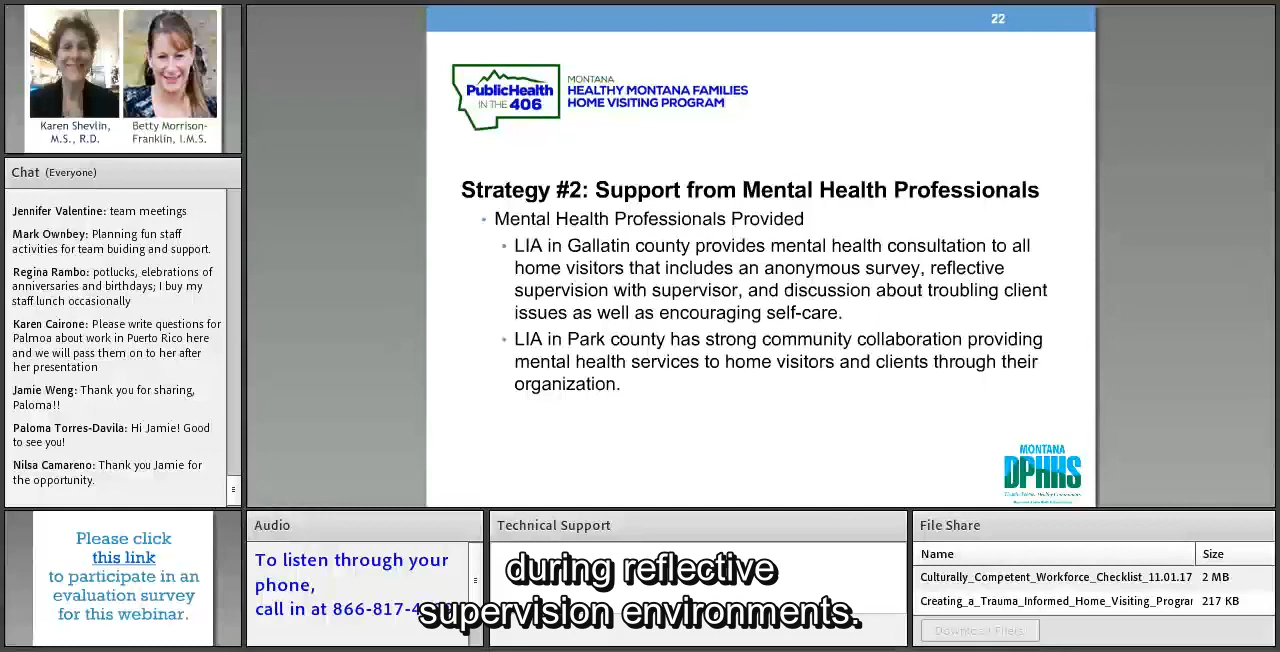 Karen Shevlin,
M.S., R.D.
Betty Morrison-
Franklin, I.M.S.
Chat (Everyone)
Jennifer Valentine: team meetings
Mark Ownbey: Planning fun staff
activities for team buiding and support.
Regina Rambo: potlucks, elebrations of
anniversaries and birthdays; I buy my
staff lunch occasionally
Karen Cairone: Please write questions for
Palmoa about work in Puerto Rico here
and we will pass them on to her after
her presentation
Jamie Weng: Thank you for sharing,
Paloma!!
Paloma Torres-Davila: Hi Jamie! Good
to see you!
Nilsa Camareno: Thank you Jamie for
the opportunity.
Please click
this link
to participate in an
evaluation survey
for this webinar.
22
PublicHealth
IN THE 406
MONTANA
HEALTHY MONTANA FAMILIES
HOME VISITING PROGRAM
Strategy #2: Support from Mental Health Professionals
• Mental Health Professionals Provided
• LIA in Gallatin county provides mental health consultation to all
home visitors that includes an anonymous survey, reflective
supervision with supervisor, and discussion about troubling client
issues as well as encouraging self-care.
• LIA in Park county has strong community collaboration providing
mental health services to home visitors and clients through their
organization.
MONTANA
DPHHS
Audio
To listen through your
phone,
call in at 866-817-4
Technical Support
during reflective
supervision environments.
File Share
Name Size
Culturally_Competent_Workforce_Checklist_11.01.17 2 MB
Creating_a_Trauma_Informed_Home_Visiting_Progran 217 KB
Download File(s)